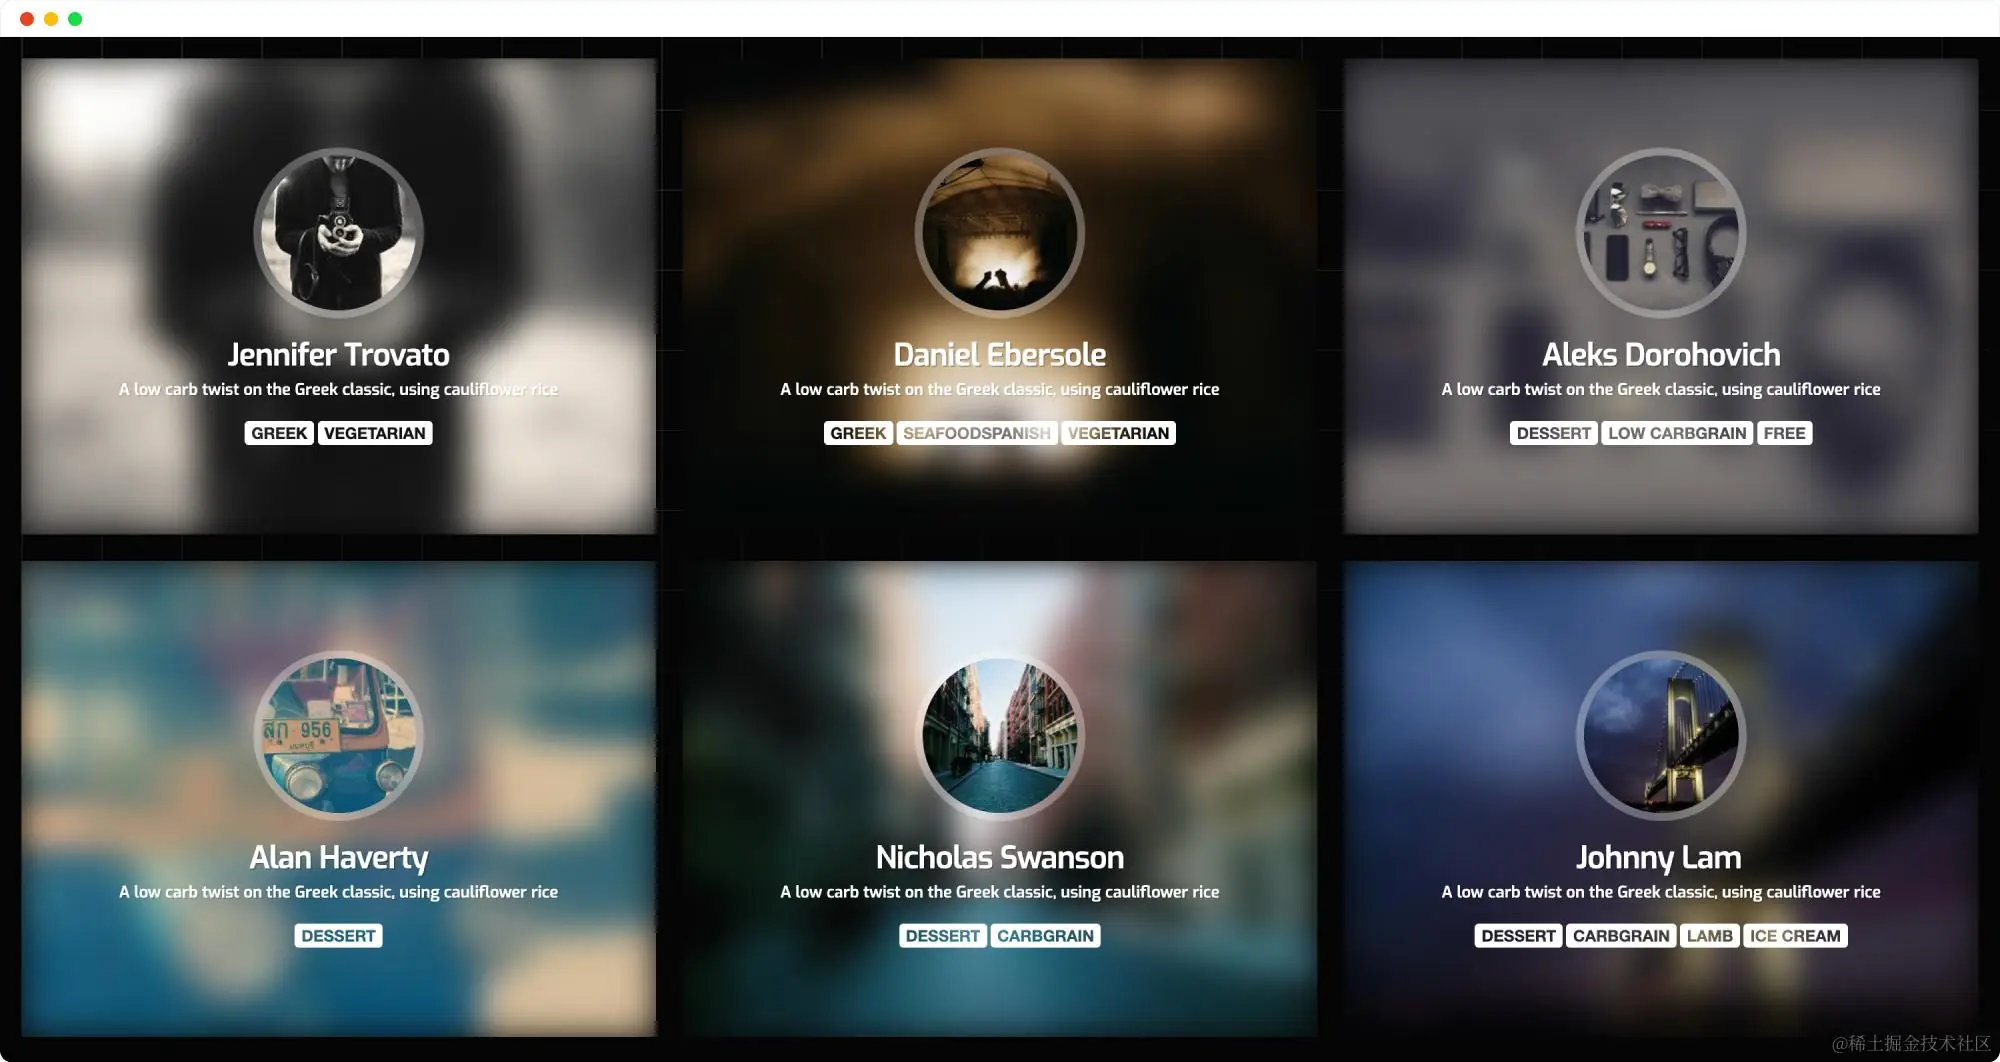 Jennifer Trovato
A low carb twist on the Greek classic, using cauliflower rice
GREEK VEGETARIAN
Daniel Ebersole
A low carb twist on the Greek classic, using cauliflower rice
GREEK SEAFOODSPANISH VEGETARIAN
Aleks Dorohovich
A low carb twist on the Greek classic, using cauliflower rice
DESSERT LOW CARBGRAIN FREE
สฎ 956
Alan Haverty
A low carb twist on the Greek classic, using cauliflower rice
DESSERT
Nicholas Swanson
A low carb twist on the Greek classic, using cauliflower rice
DESSERT CARBGRAIN
Johnny Lam
A low carb twist on the Greek classic, using cauliflower rice
DESSERT CARBGRAIN LAMB ICE CREAM
@稀土掘金技术社区